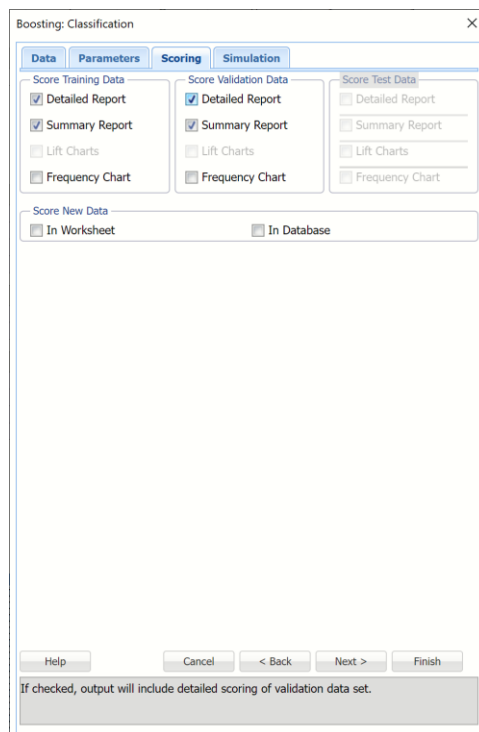 Boosting: Classification
Data Parameters Scoring Simulation
Score Training Data Score Validation Data Score Test Data
Detailed Report Detailed Report Detailed Report
Summary Report Summary Report Summary Report
Lift Charts Lift Charts Lift Charts
Frequency Chart Frequency Chart Frequency Chart
Score New Data
In Worksheet In Database
Help Cancel < Back Next > Finish
If checked, output will include detailed scoring of validation data set.